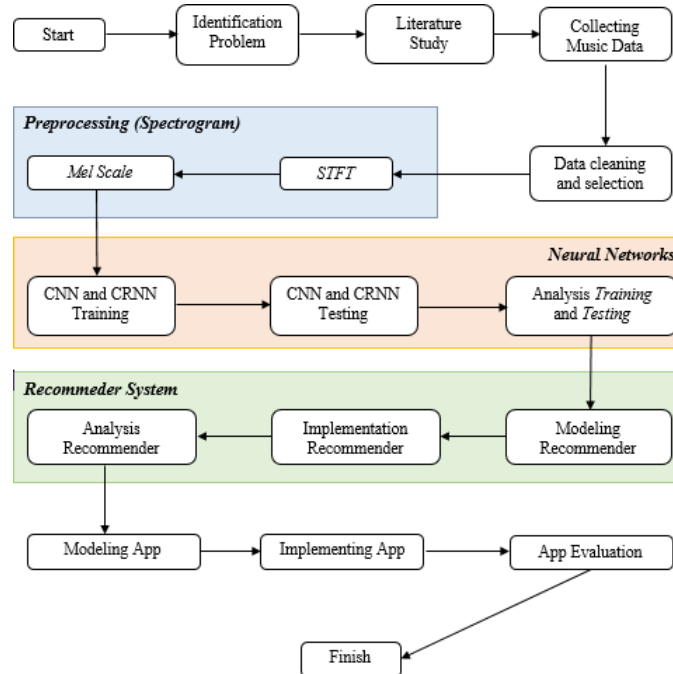 Start
Identification
Problem
Literature
Study
Collecting
Music Data
Preprocessing (Spectrogram)
Data cleaning
and selection
STFT
Mel Scale
Neural Networks
CNN and CRNN
Training
CNN and CRNN
Testing
Analysis Training
and Testing
Recommeder System
Modeling
Recommender
Implementation
Recommender
Analysis
Recommender
Modeling App
Implementing App
App Evaluation
Finish